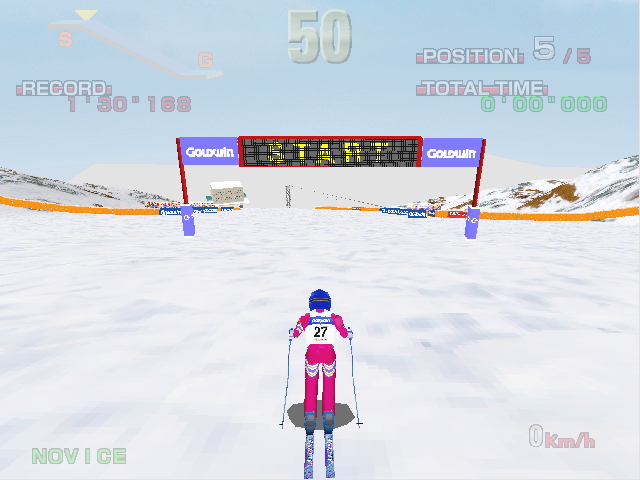 50
S
G
POSITION 5/5
RECORD
1'30"168
TOTAL TIME
0'00"000
GOLDWIN START GOLDWIN
27
0Km/h
NOVICE